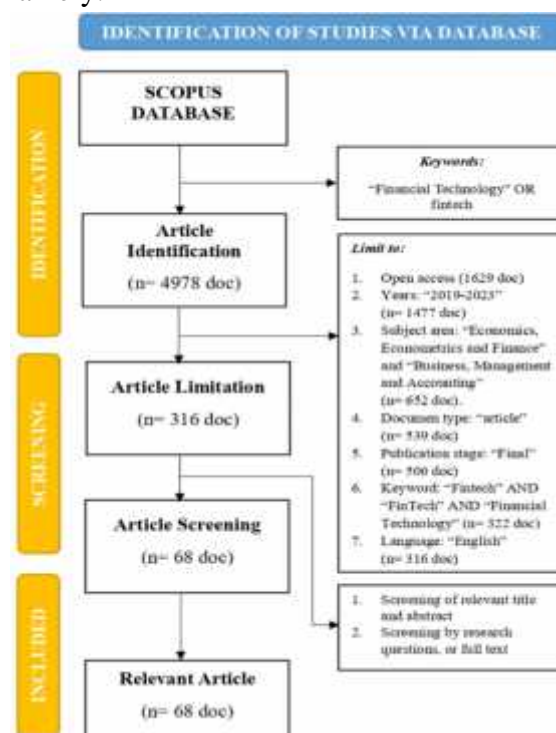 IDENTIFICATION OF STUDIES VIA DATABASE
IDENTIFICATION
SCOPUS
DATABASE
Keywords:
"Financial Technology" OR
fintech
Article
Identification
(n= 4978 doc)
Limit to:
1. Open access (1629 doc)
2. Years: "2019-2023"
(n= 1477 doc)
3. Subject area: "Economics,
Econometrics and Finance"
and "Business, Management
and Accounting"
(n= 652 doc).
4. Documen type: "article"
(n= 539 doc)
5. Publication stage: "Final"
(n= 500 doc)
6. Keyword: "Fintech" AND
"FinTech" AND "Financial
Technology" (n= 322 doc)
7. Language: "English"
(n= 316 doc)
SCREENING
Article Limitation
(n= 316 doc)
Article Screening
(n= 68 doc)
1. Screening of relevant title
and abstract
2. Screening by research
questions, or full text
INCLUDED
Relevant Article
(n= 68 doc)